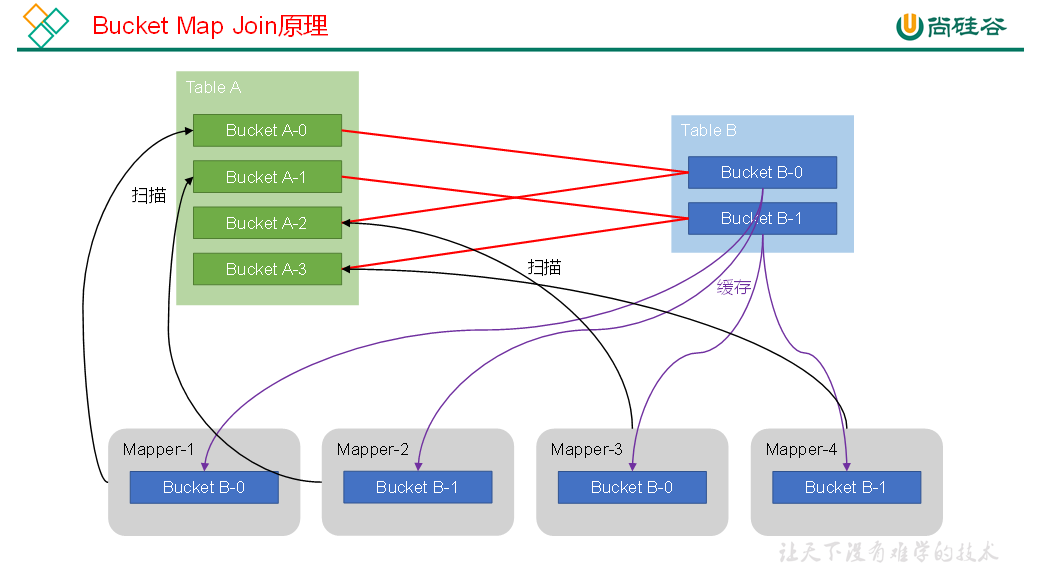 Bucket Map Join原理
尚硅谷
Table A
Bucket A-0
Bucket A-1
Bucket A-2
Bucket A-3
Table B
Bucket B-0
Bucket B-1
扫描
扫描
缓存
Mapper-1
Bucket B-0
Mapper-2
Bucket B-1
Mapper-3
Bucket B-0
Mapper-4
Bucket B-1
让天下没有难学的技术